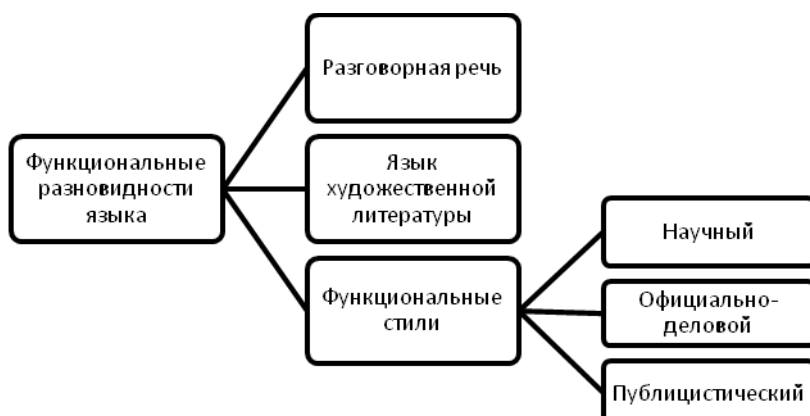 Разговорная речь
Функциональные
разновидности
языка
Язык
художественной
литературы
Функциональные
стили
Научный
Официально-
деловой
Публицистический